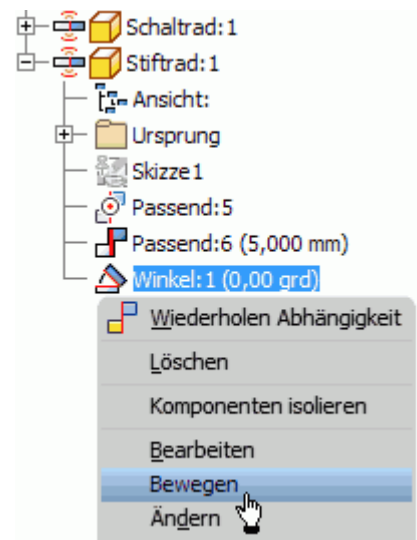 Schaltrad:1
Stiftrad:1
Ansicht:
Ursprung
Skizze1
Passend:5
Passend:6 (5,000 mm)
Winkel:1 (0,00 grd)
Wiederholen Abhängigkeit
Löschen
Komponenten isolieren
Bearbeiten
Bewegen
Ändern